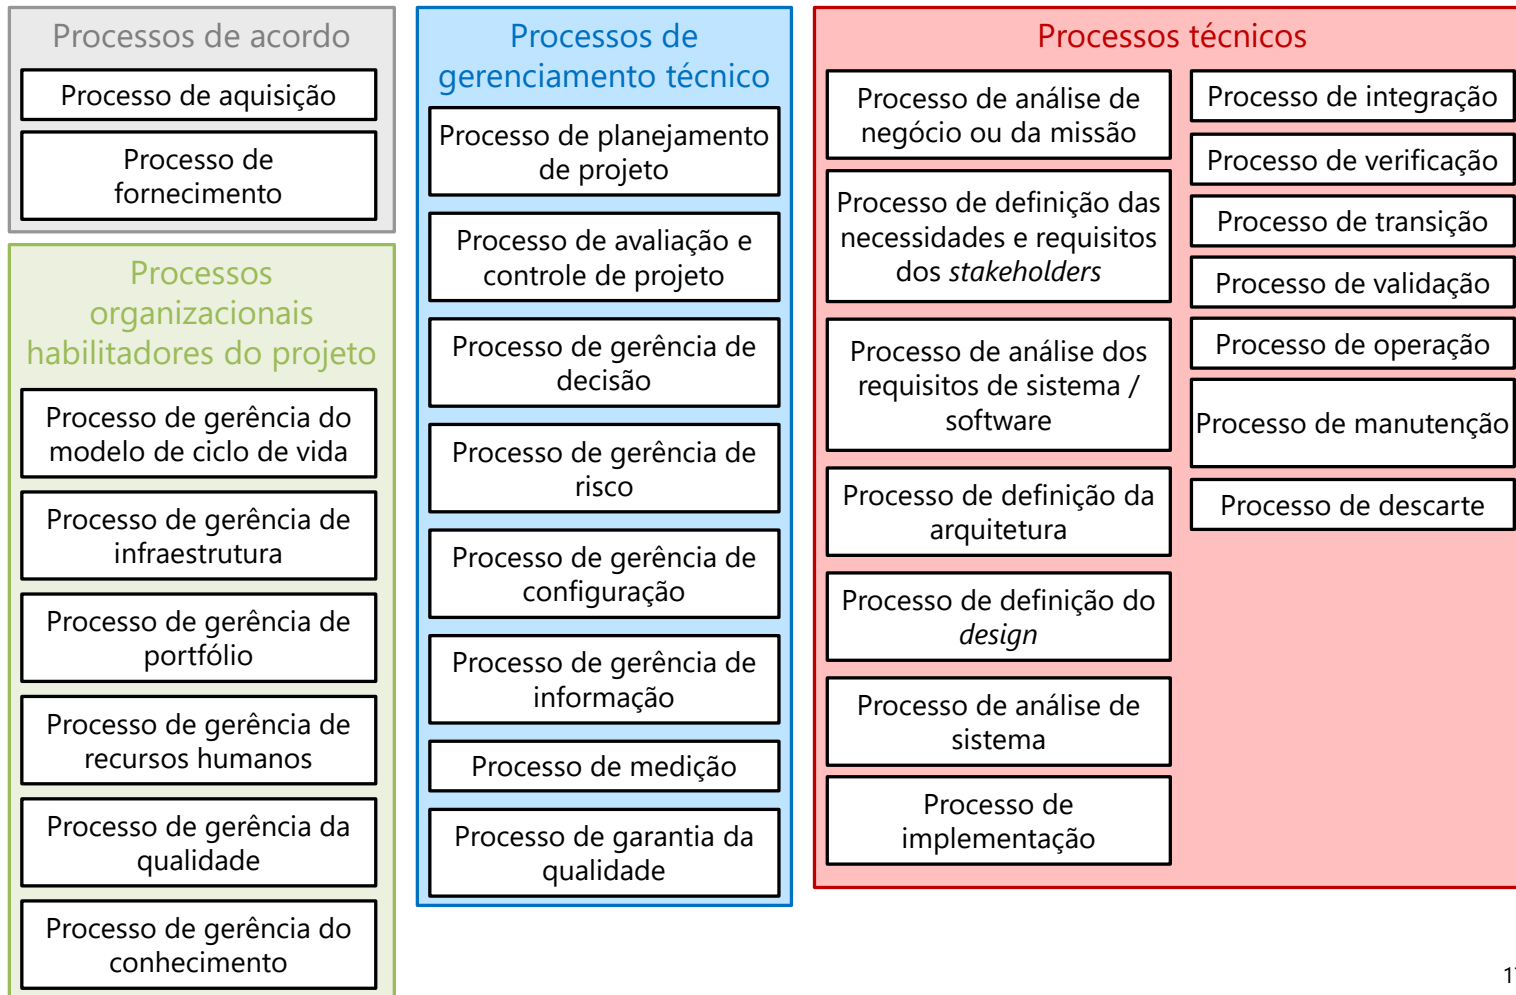 Processos de acordo
Processo de aquisição
Processo de
fornecimento
Processos
organizacionais
habilitadores do projeto
Processo de gerência do
modelo de ciclo de vida
Processo de gerência de
infraestrutura
Processo de gerência de
portfólio
Processo de gerência de
recursos humanos
Processo de gerência da
qualidade
Processo de gerência do
conhecimento
Processos de
gerenciamento técnico
Processo de planejamento
de projeto
Processo de avaliação e
controle de projeto
Processo de gerência de
decisão
Processo de gerência de
risco
Processo de gerência de
configuração
Processo de gerência de
informação
Processo de medição
Processo de garantia da
qualidade
Processos técnicos
Processo de análise de
negócio ou da missão
Processo de definição das
necessidades e requisitos
dos stakeholders
Processo de análise dos
requisitos de sistema /
software
Processo de definição da
arquitetura
Processo de definição do
design
Processo de análise de
sistema
Processo de
implementação
Processo de integração
Processo de verificação
Processo de transição
Processo de validação
Processo de operação
Processo de manutenção
Processo de descarte